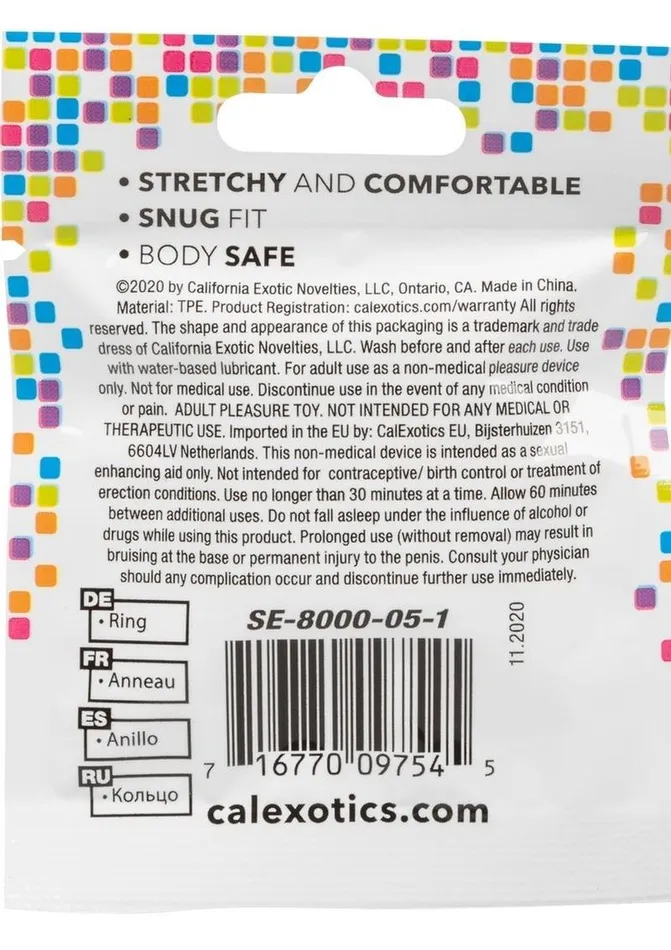 • STRETCHY AND COMFORTABLE
• SNUG FIT
• BODY SAFE
©2020 by California Exotic Novelties, LLC, Ontario, CA. Made in China.
Material: TPE. Product Registration: calexotics.com/warranty All rights
reserved. The shape and appearance of this packaging is a trademark and trade
dress of California Exotic Novelties, LLC. Wash before and after each use. Use
with water-based lubricant. For adult use as a non-medical pleasure device
only. Not for medical use. Discontinue use in the event of any medical condition
or pain. ADULT PLEASURE TOY. NOT INTENDED FOR ANY MEDICAL OR
THERAPEUTIC USE. Imported in the EU by: CalExotics EU, Bijsterhuizen 3151,
6604LV Netherlands. This non-medical device is intended as a sexual
enhancing aid only. Not intended for contraceptive/ birth control or treatment of
erection conditions. Use no longer than 30 minutes at a time. Allow 60 minutes
between additional uses. Do not fall asleep under the influence of alcohol or
drugs while using this product. Prolonged use (without removal) may result in
bruising at the base or permanent injury to the penis. Consult your physician
should any complication occur and discontinue further use immediately.
DE
• Ring
FR
• Anneau
ES
• Anillo
RU
• Кольцо
SE-8000-05-1
11.2020
7 16770 09754 5
calexotics.com